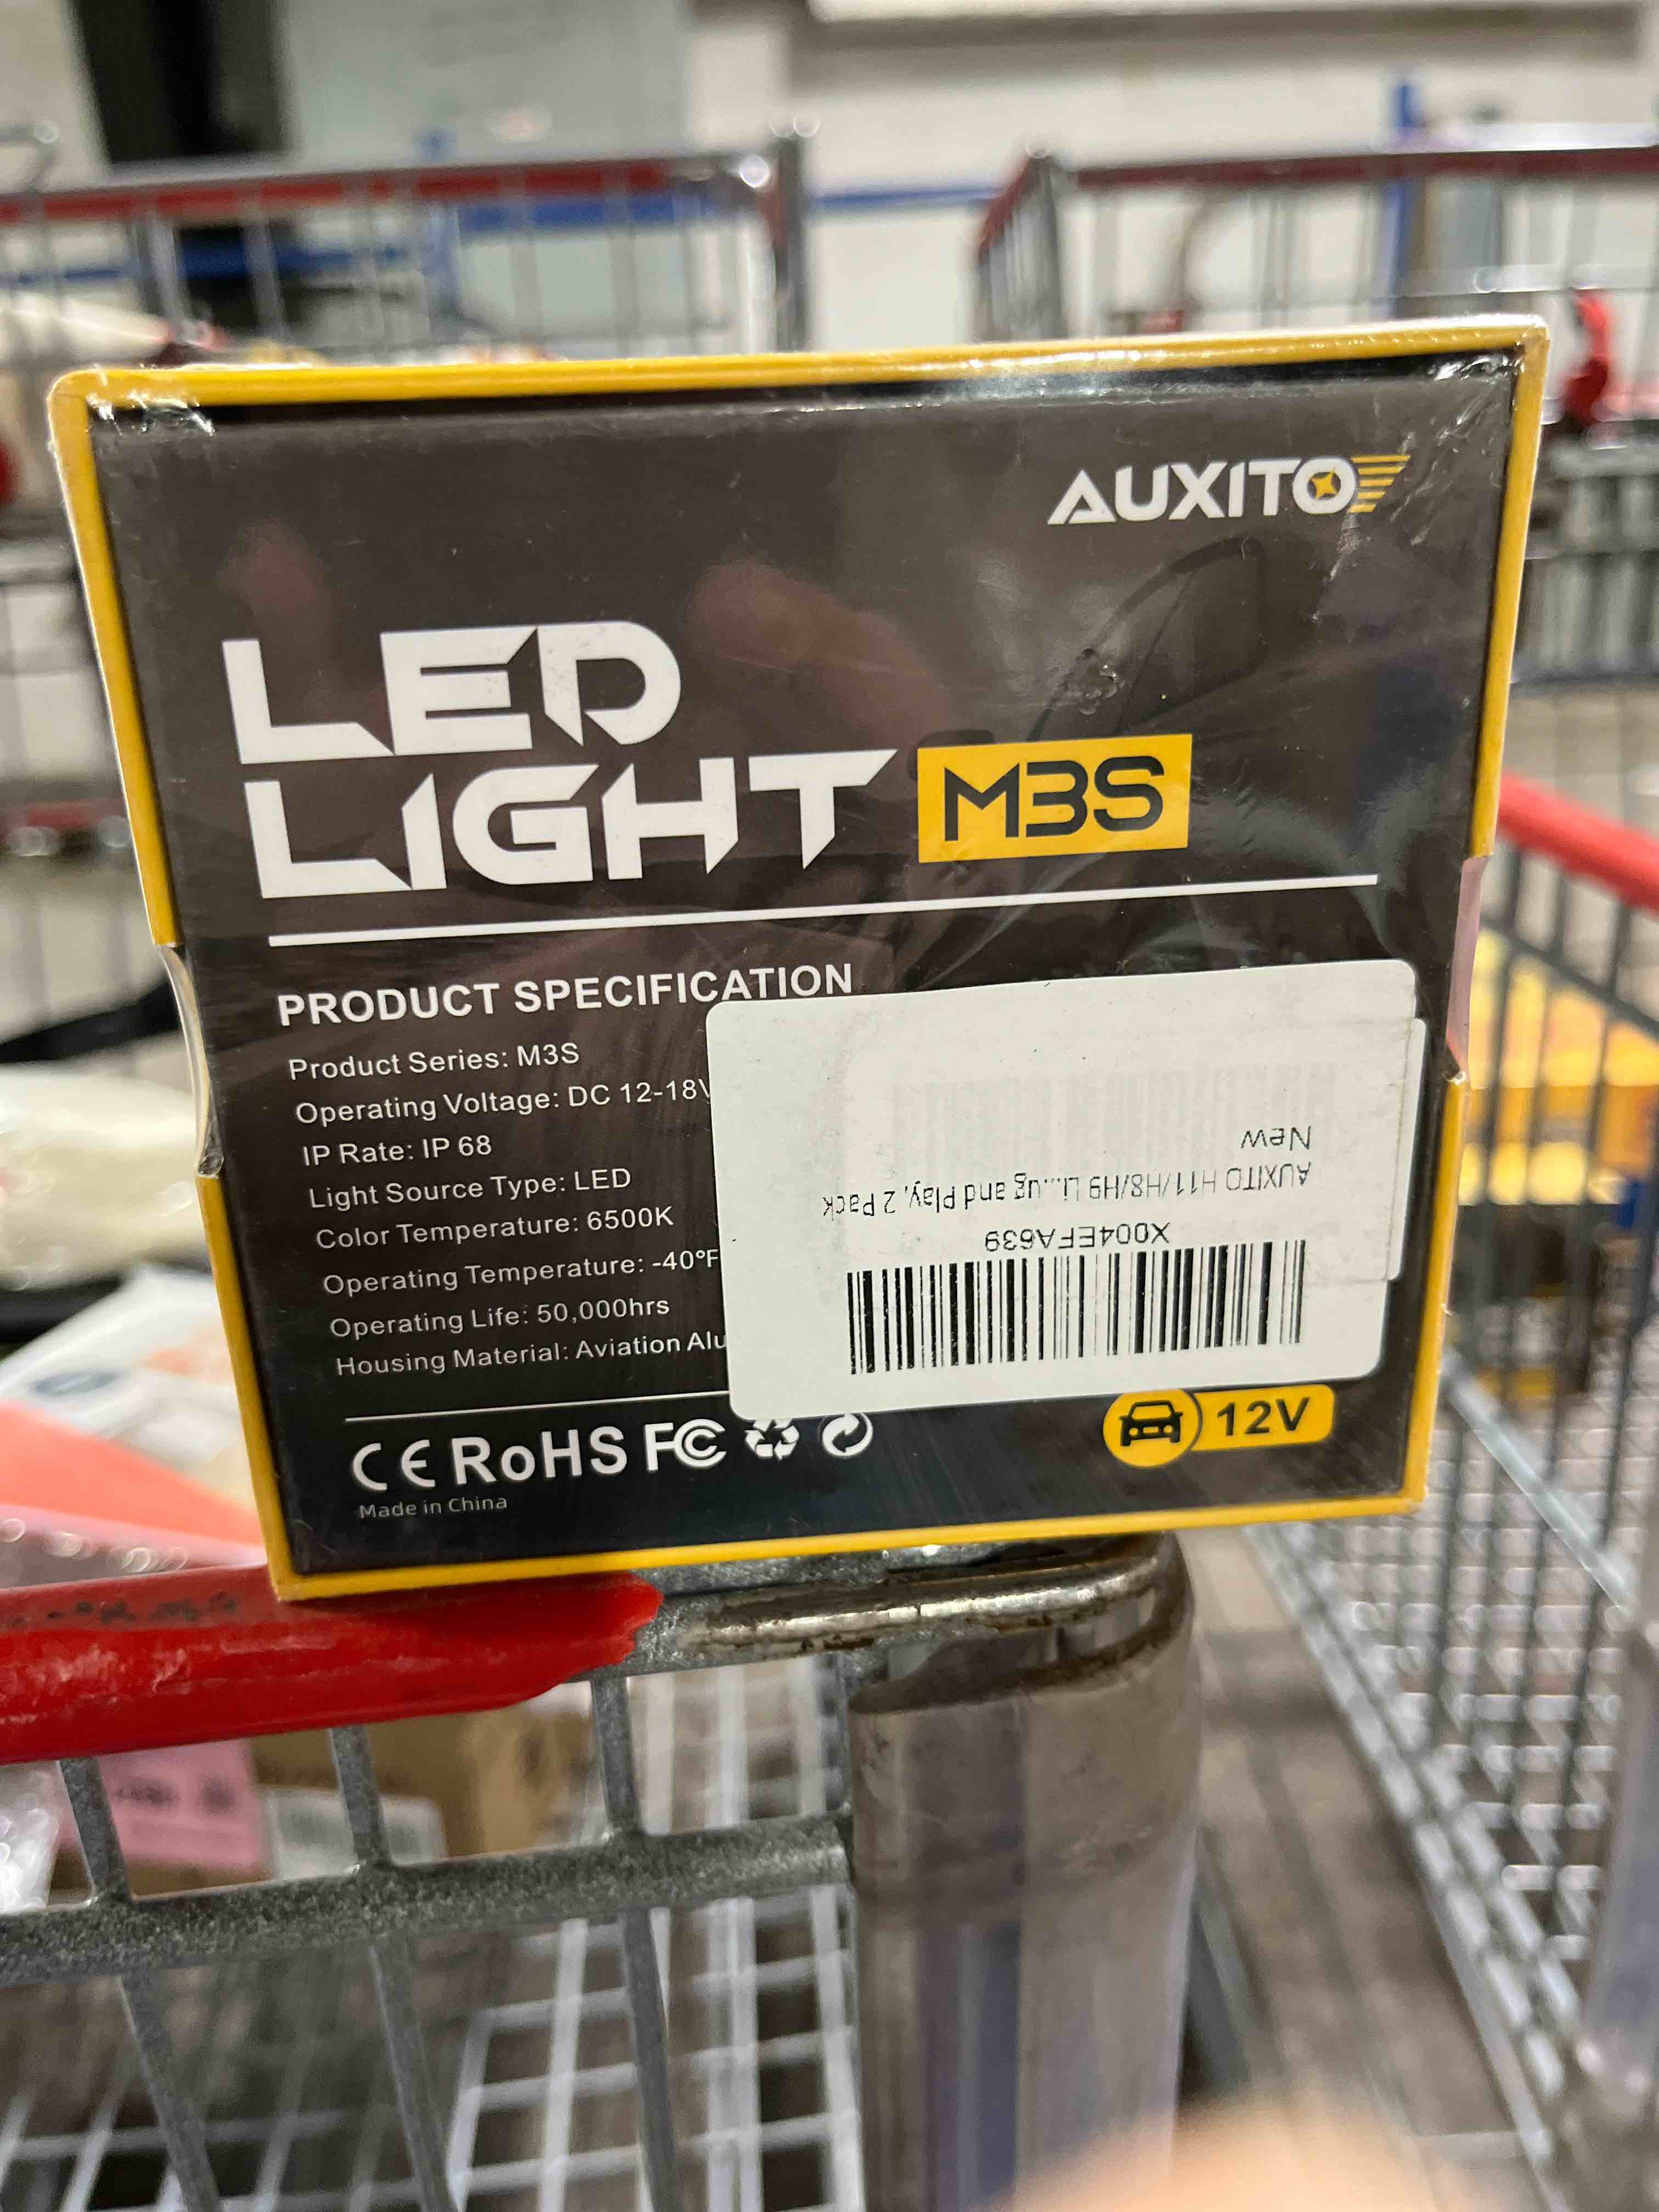 AUXITO
LED
LIGHT M3S
PRODUCT SPECIFICATION
Product Series: M3S
Operating Voltage: DC 12-18V
IP Rate: IP 68
Light Source Type: LED
Color Temperature: 6500K
Operating Temperature: -40°F
Operating Life: 50,000hrs
Housing Material: Aviation Alu
X004EFA639
AUXITO H11/H8/H9 Li...ug and Play, 2 Pack
New
CE RoHS FC
12V
Made in China